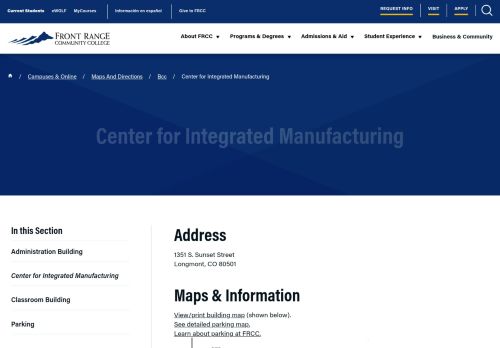 Current Students eWOLF MyCourses Información en español Give to FRCC REQUEST INFO VISIT APPLY
FRONT RANGE
COMMUNITY COLLEGE
About FRCC Programs & Degrees Admissions & Aid Student Experience Business & Community
/ Campuses & Online / Maps And Directions / Bcc / Center for Integrated Manufacturing
Center for Integrated Manufacturing
In this Section
Administration Building
Center for Integrated Manufacturing
Classroom Building
Parking
Address
1351 S. Sunset Street
Longmont, CO 80501
Maps & Information
View/print building map (shown below).
See detailed parking map.
Learn about parking at FRCC.